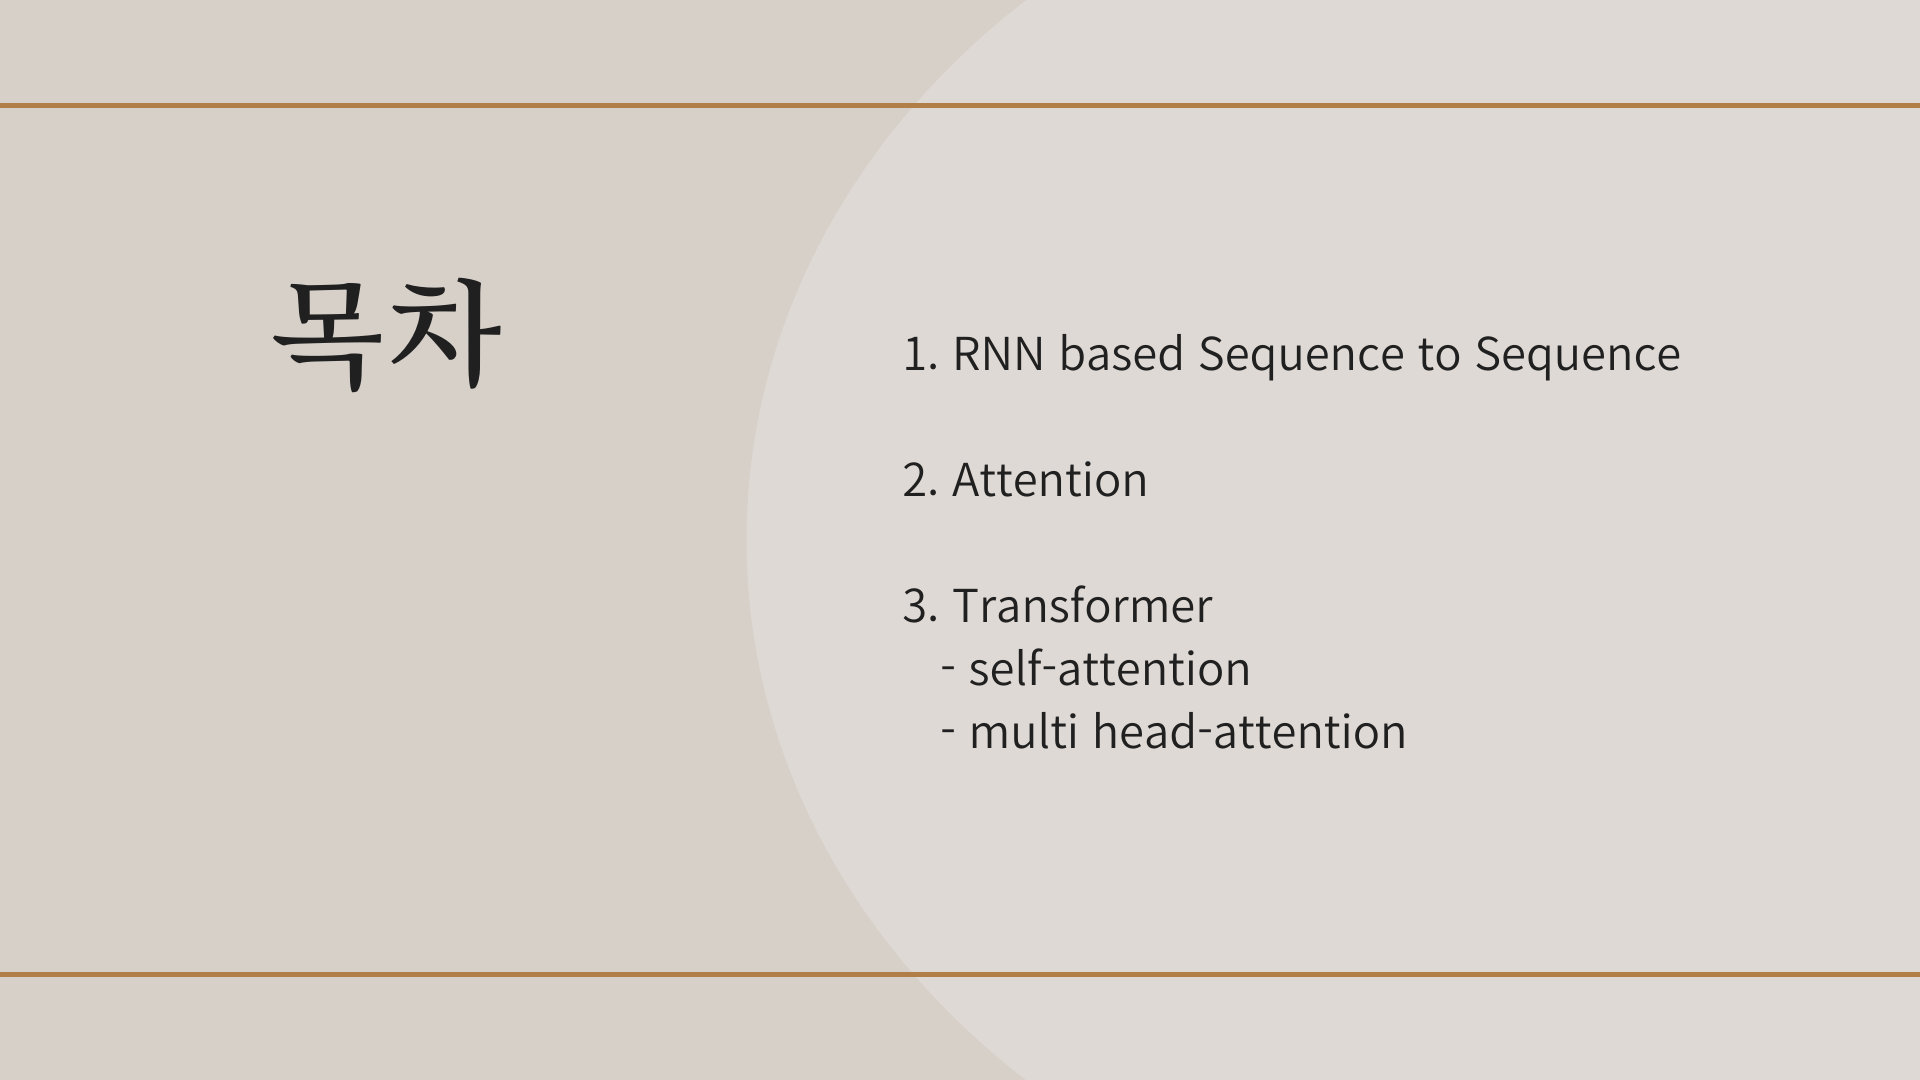 목차
1. RNN based Sequence to Sequence
2. Attention
3. Transformer
- self-attention
- multi head-attention